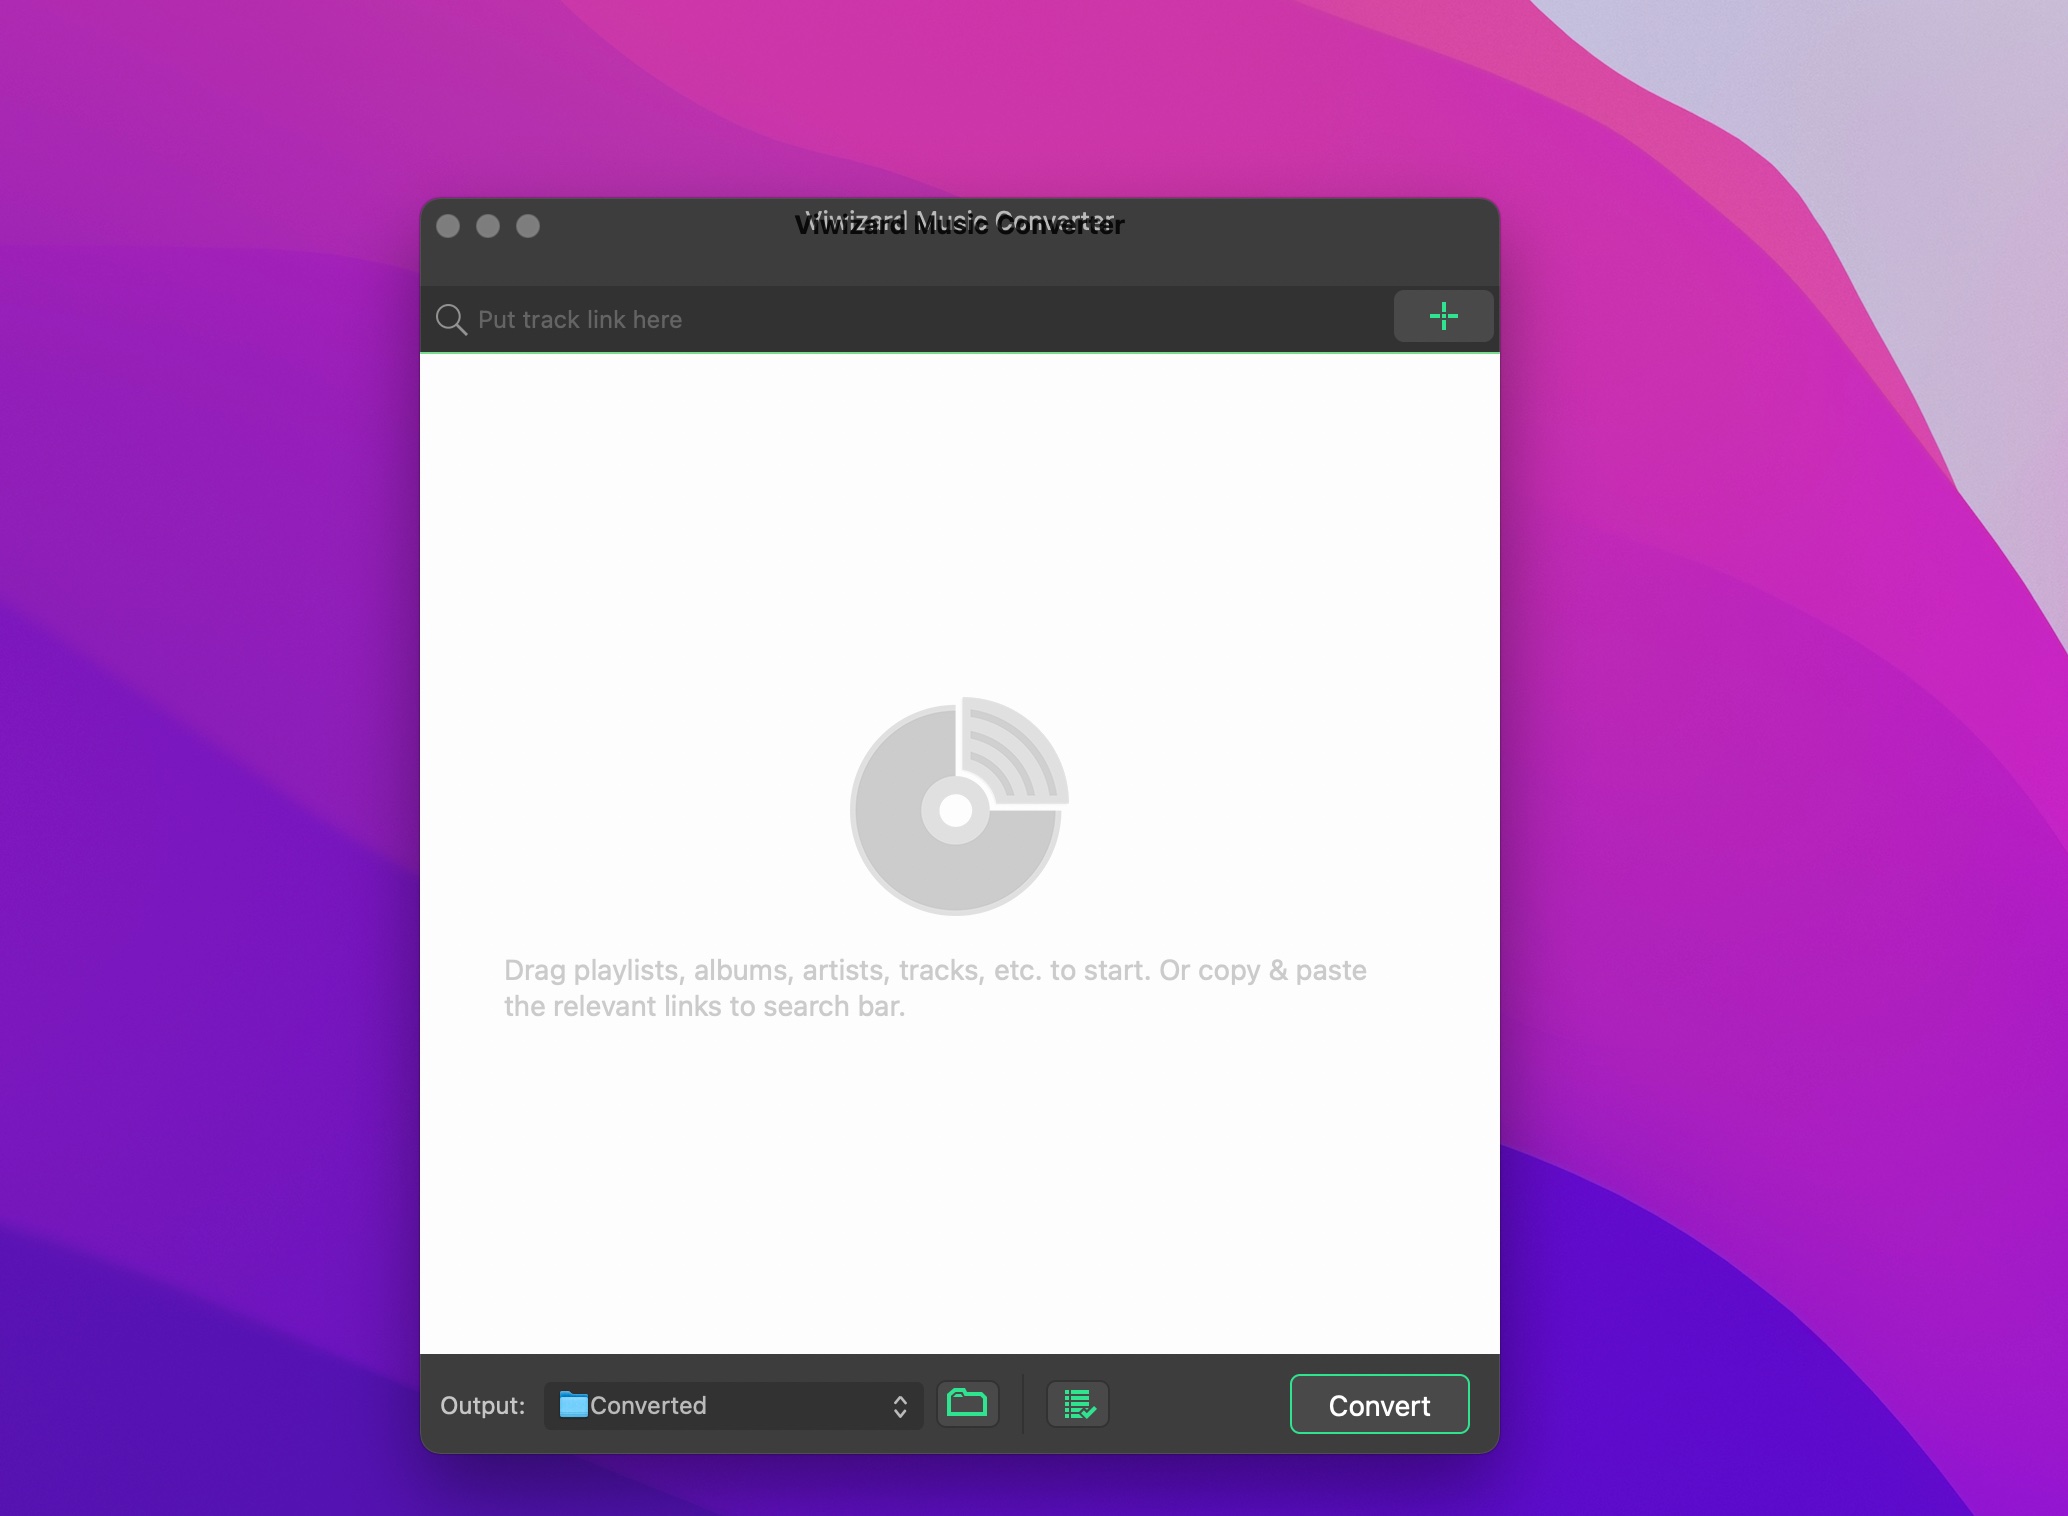 Viwizard Music Converter
Put track link here
Drag playlists, albums, artists, tracks, etc. to start. Or copy & paste
the relevant links to search bar.
Output:
Converted
Convert